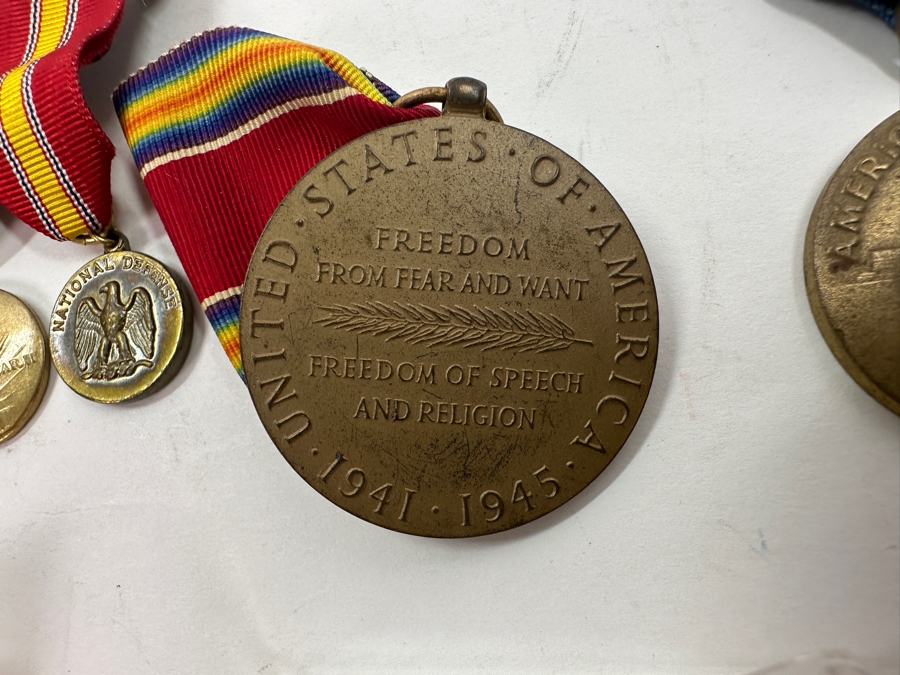 UNITED · STATES · OF · AMERICA ·
FREEDOM
FROM FEAR AND WANT
FREEDOM OF SPEECH
AND RELIGION
· 1941 · 1945 ·
NATIONAL DEFENSE